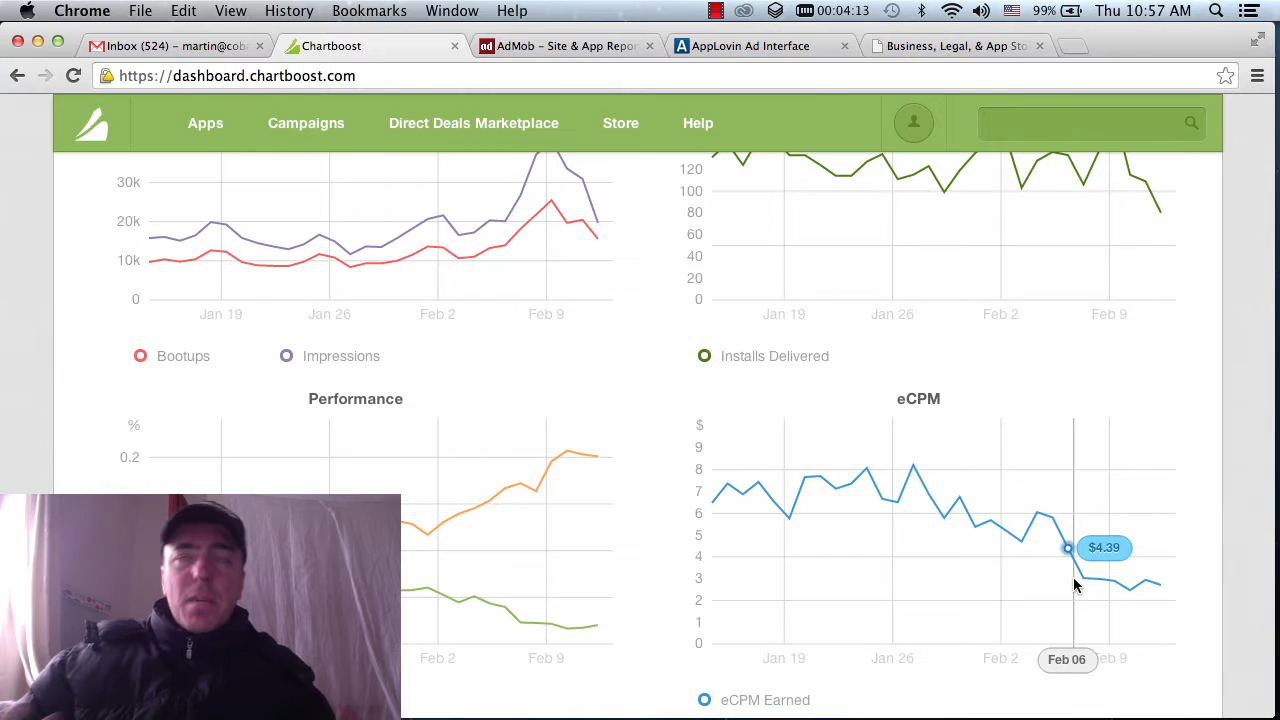 Chrome File Edit View History Bookmarks Window Help 00:04:13 99% Thu 10:57 AM
Inbox (524) – martin@coba Chartboost AdMob – Site & App Repor AppLovin Ad Interface Business, Legal, & App Sto
https://dashboard.chartboost.com
Apps Campaigns Direct Deals Marketplace Store Help
30k
20k
10k
0
Jan 19 Jan 26 Feb 2 Feb 9
Bootups Impressions
120
100
80
60
40
20
0
Jan 19 Jan 26 Feb 2 Feb 9
Installs Delivered
Performance
%
0.2
Feb 2 Feb 9
eCPM
$
9
8
7
6
5
4
3
2
1
0
$4.39
Jan 19 Jan 26 Feb 2 Feb 06 eb 9
eCPM Earned